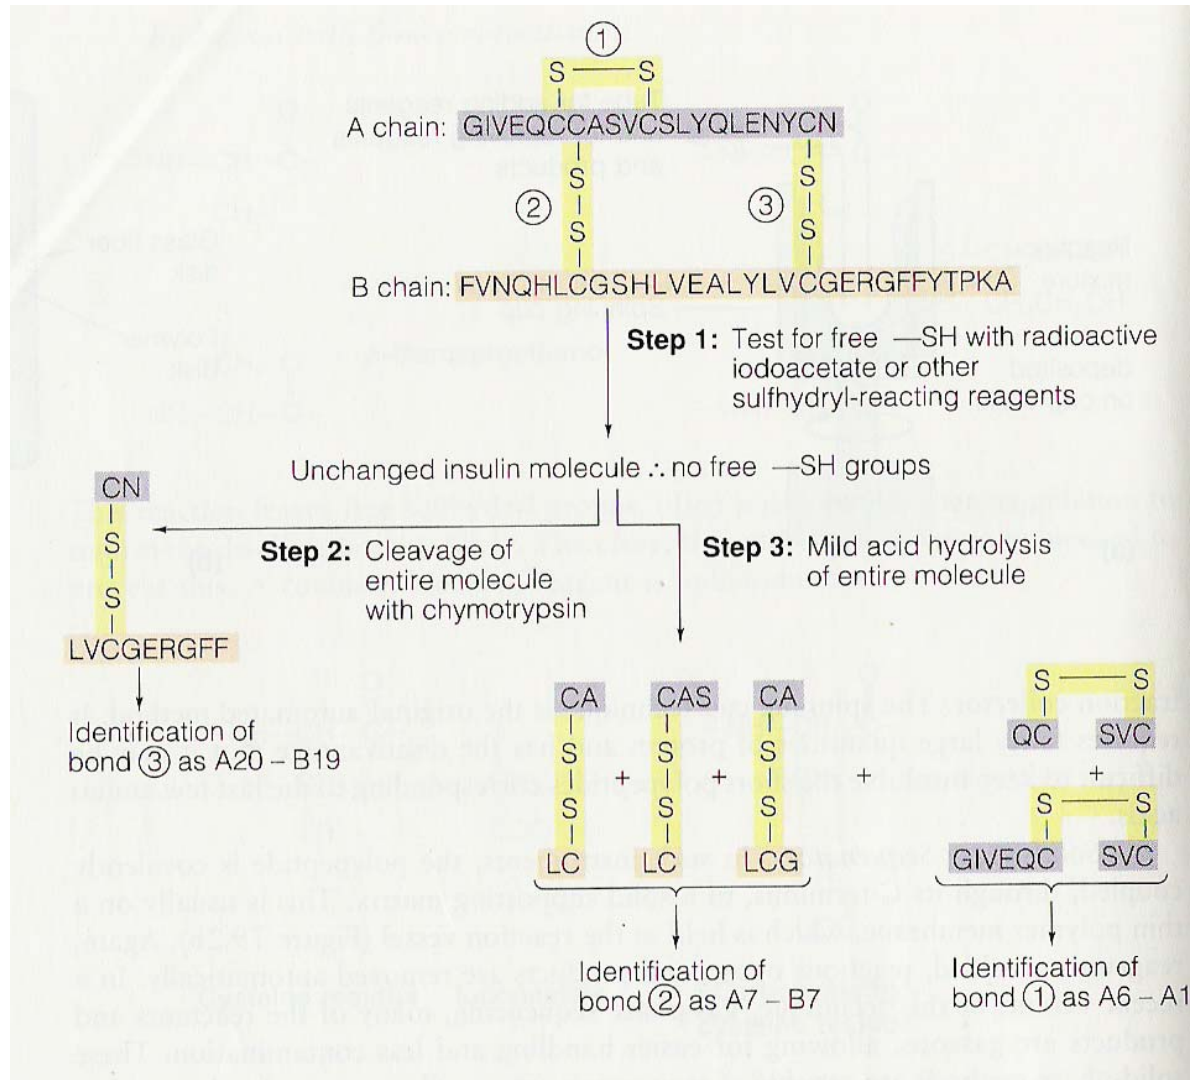 ①
S — S
A chain: GIVEQCCASVCSLYQLENYCN
S S
② ③
S S
B chain: FVNQHLCGSHLVEALYLVCGERGFFYTPKA
Step 1: Test for free —SH with radioactive
iodoacetate or other
sulfhydryl-reacting reagents
Unchanged insulin molecule ∴ no free —SH groups
CN
S
S
LVCGERGFF
Identification of
bond ③ as A20 – B19
Step 2: Cleavage of
entire molecule
with chymotrypsin
Step 3: Mild acid hydrolysis
of entire molecule
CA CAS CA
S S S
+ + +
S S S
LC LC LCG
Identification of
bond ② as A7 – B7
S — S
QC SVC
+
S — S
GIVEQC SVC
Identification of
bond ① as A6 – A1